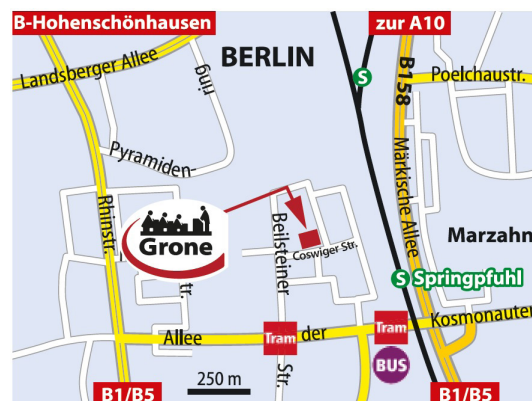 B-Hohenschönhausen
zur A10
Landsberger Allee
BERLIN
ring
S
B158
Poelchaustr.
Pyramiden-
Märkische Allee
Rhinstr.
Grone
Beilsteiner
Coswiger Str.
Marzahn
str.
S Springpfuhl
Kosmonauten
Allee
Tram
der
Tram
BUS
Str.
250 m
B1/B5
B1/B5